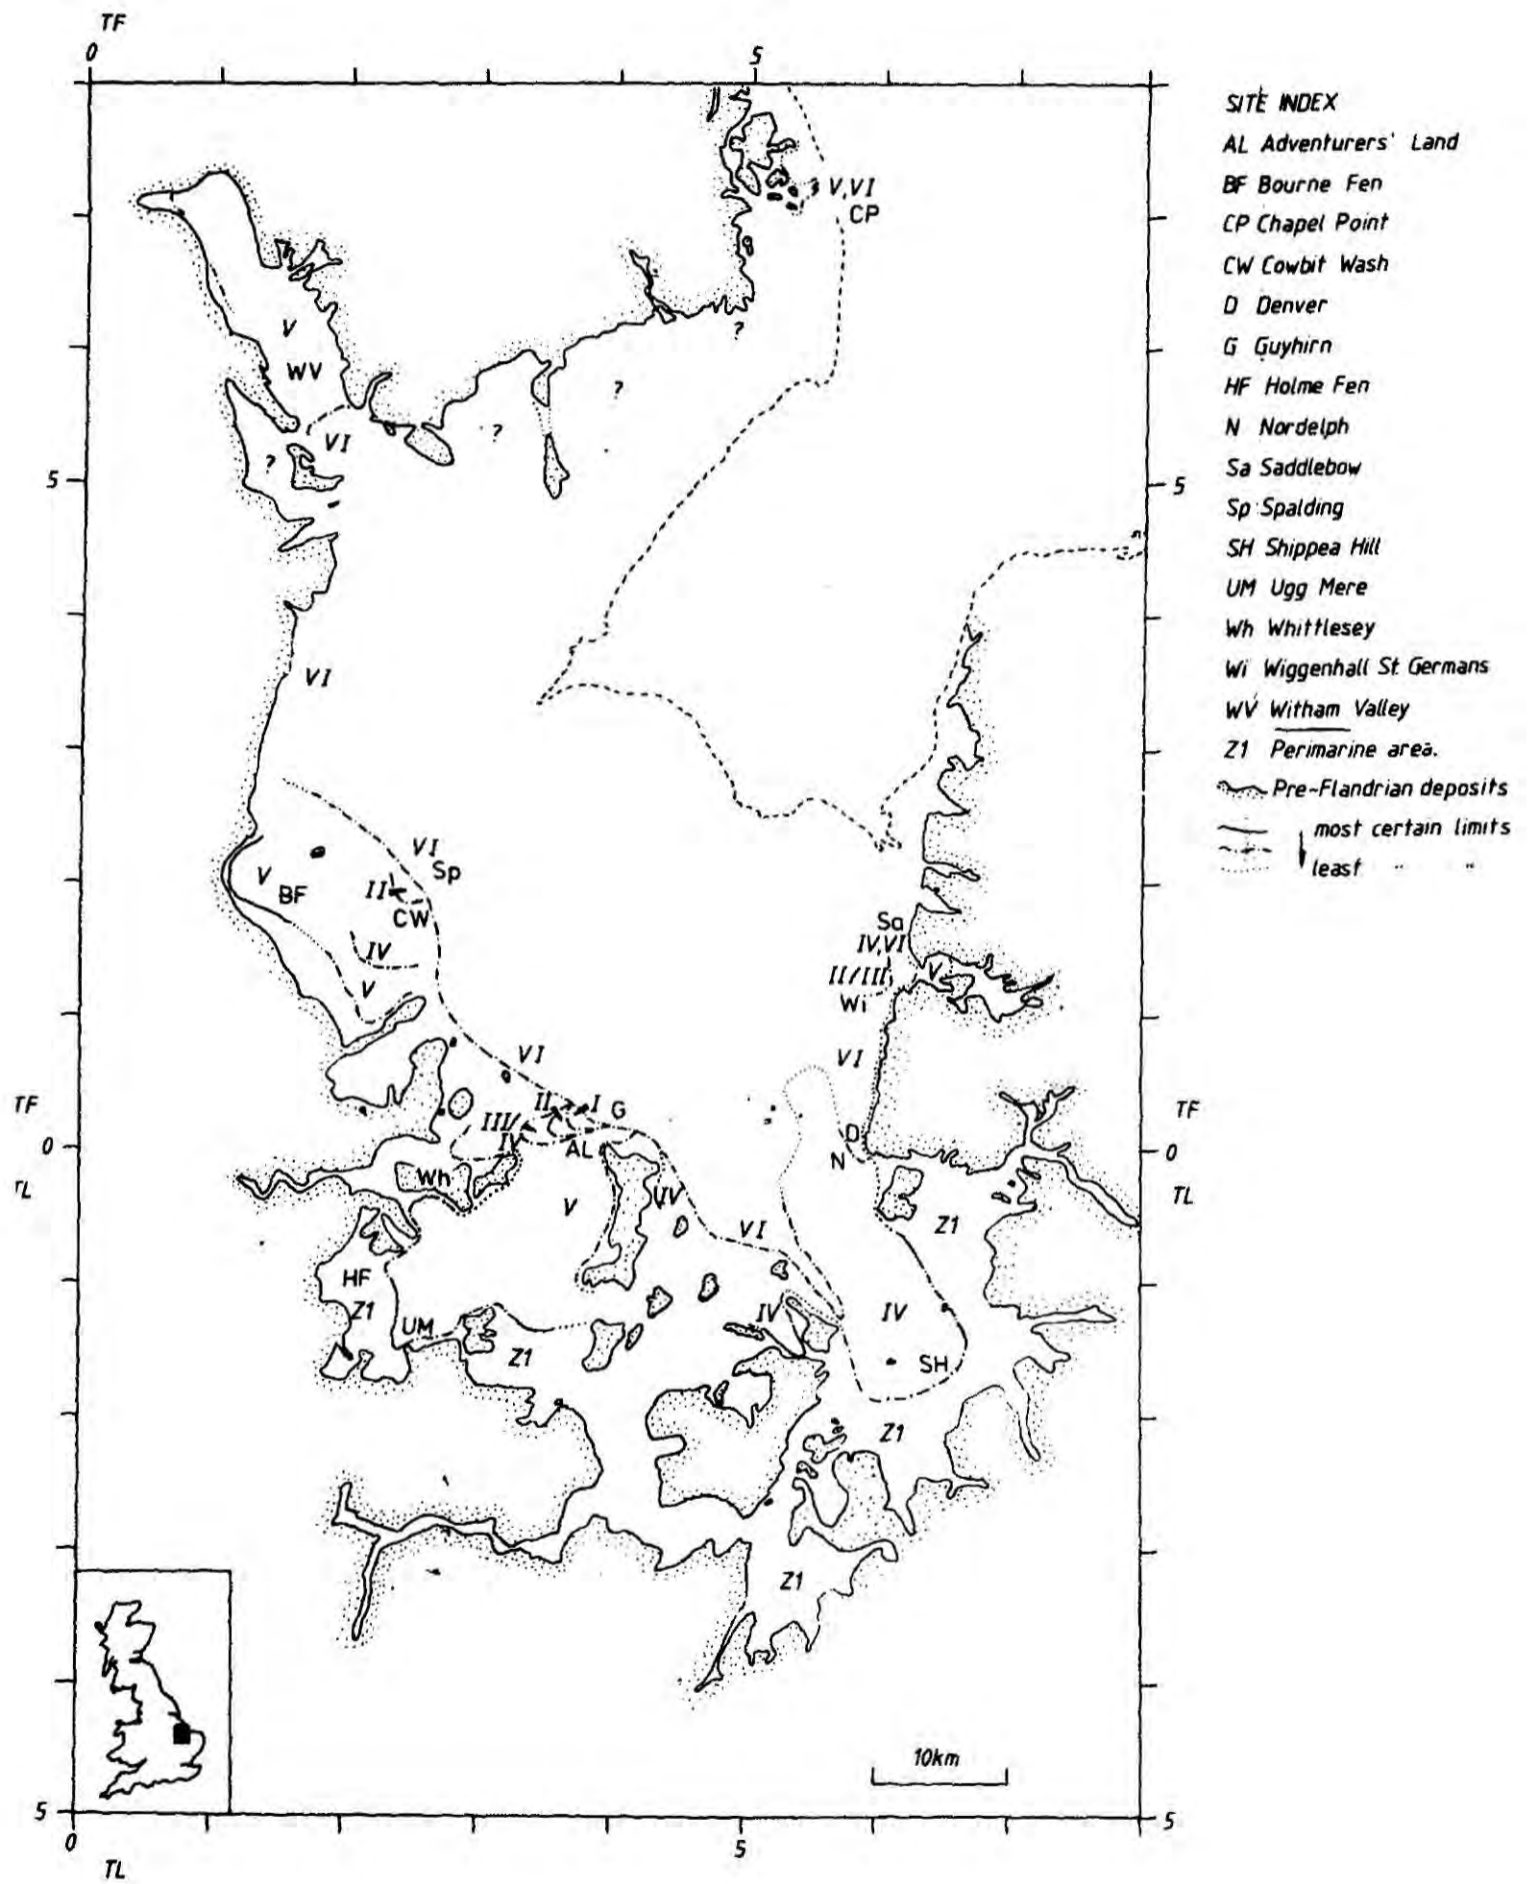 TF
0
5
SITE INDEX
AL Adventurers' Land
BF Bourne Fen
CP Chapel Point
CW Cowbit Wash
D Denver
G Guyhirn
HF Holme Fen
N Nordelph
Sa Saddlebow
Sp Spalding
SH Shippea Hill
UM Ugg Mere
Wh Whittlesey
Wi Wiggenhall St. Germans
WV Witham Valley
Z1 Perimarine area.
Pre-Flandrian deposits
most certain limits
least " "
V,VI
CP
?
V
WV
?
?
VI
?
5
5
VI
VI
Sp
V
BF
II
CW
IV
V
Sa
IV,VI
II/III
V
Wi
VI
VI
TF
0
TL
II
I
G
III/
IV
AL
D
N
TF
0
TL
Wh
V
IV
VI
Z1
HF
Z1
UM
Z1
IV
IV
SH
Z1
Z1
10km
5
0
5
5
TL